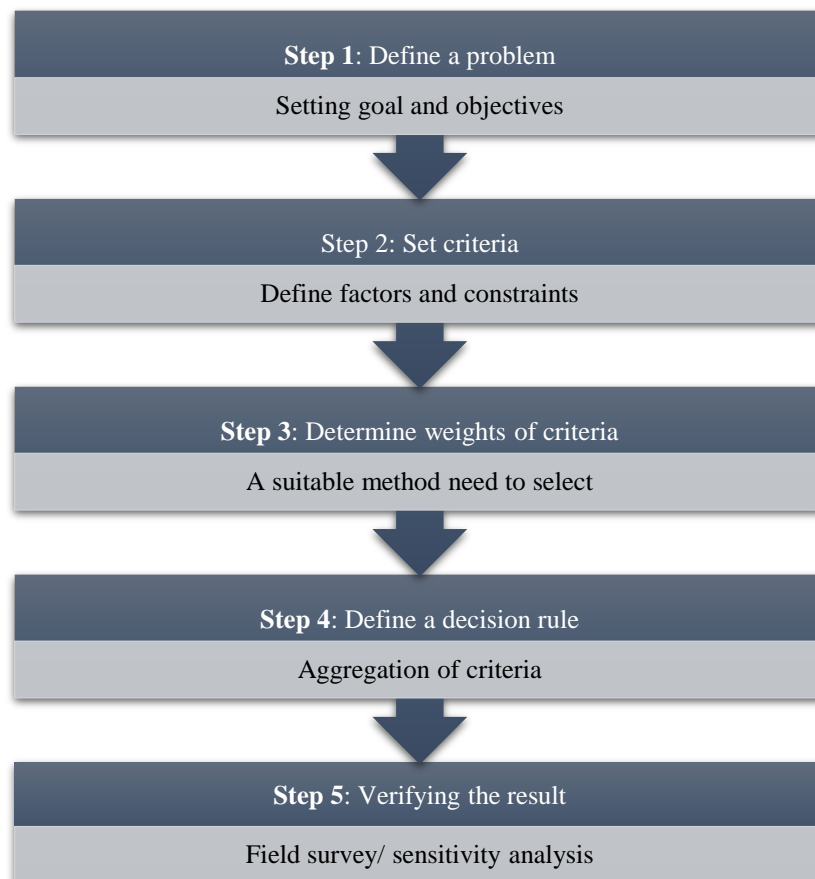 Step 1: Define a problem
Setting goal and objectives
Step 2: Set criteria
Define factors and constraints
Step 3: Determine weights of criteria
A suitable method need to select
Step 4: Define a decision rule
Aggregation of criteria
Step 5: Verifying the result
Field survey/ sensitivity analysis